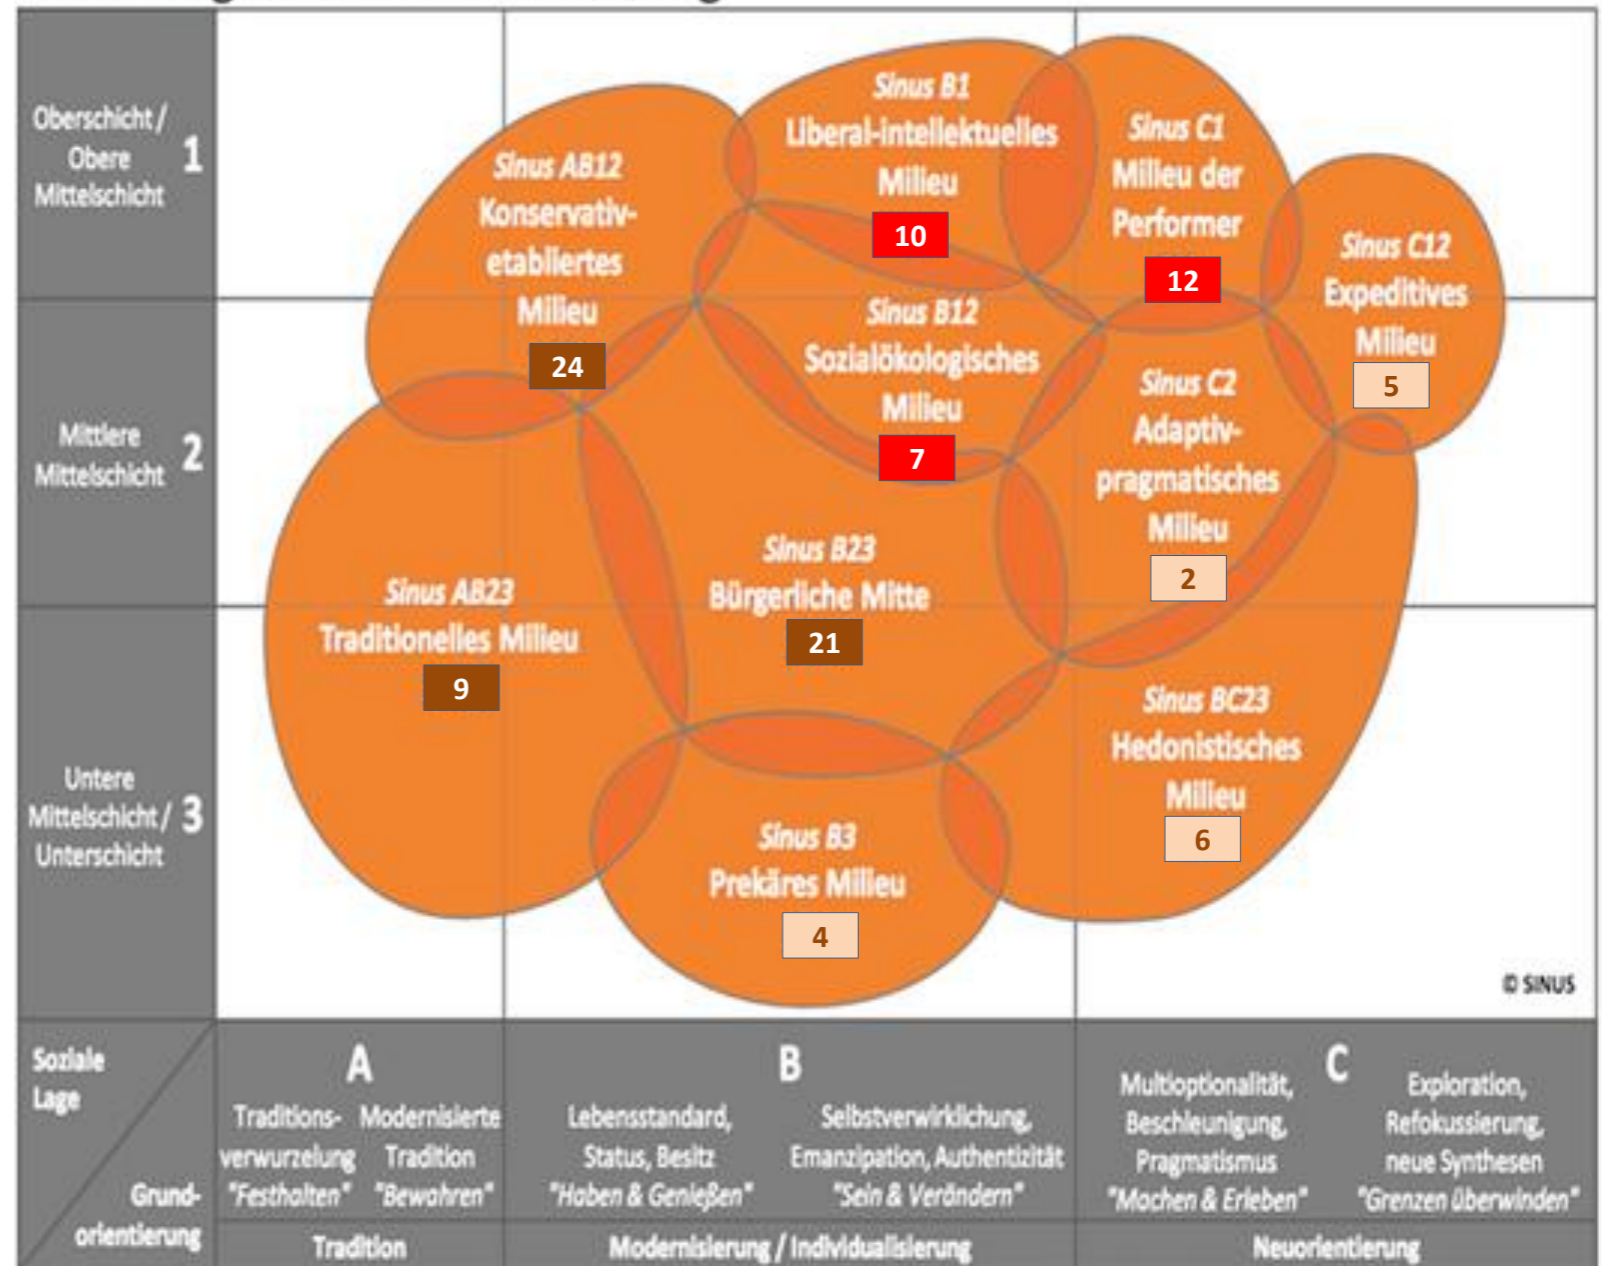 Oberschicht /
Obere
Mittelschicht
1
Mittlere
Mittelschicht
2
Untere
Mittelschicht /
Unterschicht
3
Sinus AB12
Konservativ-
etabliertes
Milieu
24
Sinus B1
Liberal-intellektuelles
Milieu
10
Sinus C1
Milieu der
Performer
12
Sinus C12
Expeditives
Milieu
5
Sinus B12
Sozialökologisches
Milieu
7
Sinus C2
Adaptiv-
pragmatisches
Milieu
2
Sinus AB23
Traditionelles Milieu
9
Sinus B23
Bürgerliche Mitte
21
Sinus BC23
Hedonistisches
Milieu
6
Sinus B3
Prekäres Milieu
4
© SINUS
Soziale
Lage
Grund-
orientierung
A
Traditions-
verwurzelung
"Festhalten"
Modernisierte
Tradition
"Bewahren"
Tradition
B
Lebensstandard,
Status, Besitz
"Haben & Genießen"
Selbstverwirklichung,
Emanzipation, Authentizität
"Sein & Verändern"
Modernisierung / Individualisierung
C
Multioptionalität,
Beschleunigung,
Pragmatismus
"Machen & Erleben"
Exploration,
Refokussierung,
neue Synthesen
"Grenzen überwinden"
Neuorientierung